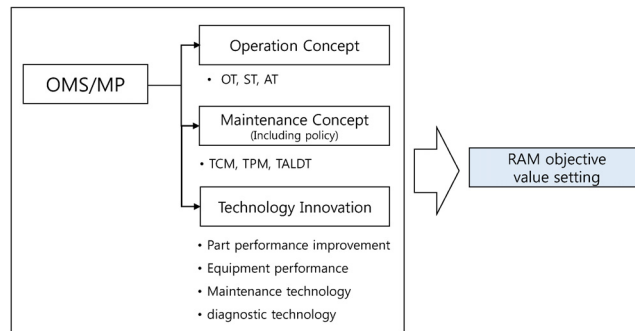 OMS/MP
Operation Concept
• OT, ST, AT
Maintenance Concept
(Including policy)
• TCM, TPM, TALDT
Technology Innovation
• Part performance improvement
• Equipment performance
• Maintenance technology
• diagnostic technology
RAM objective
value setting